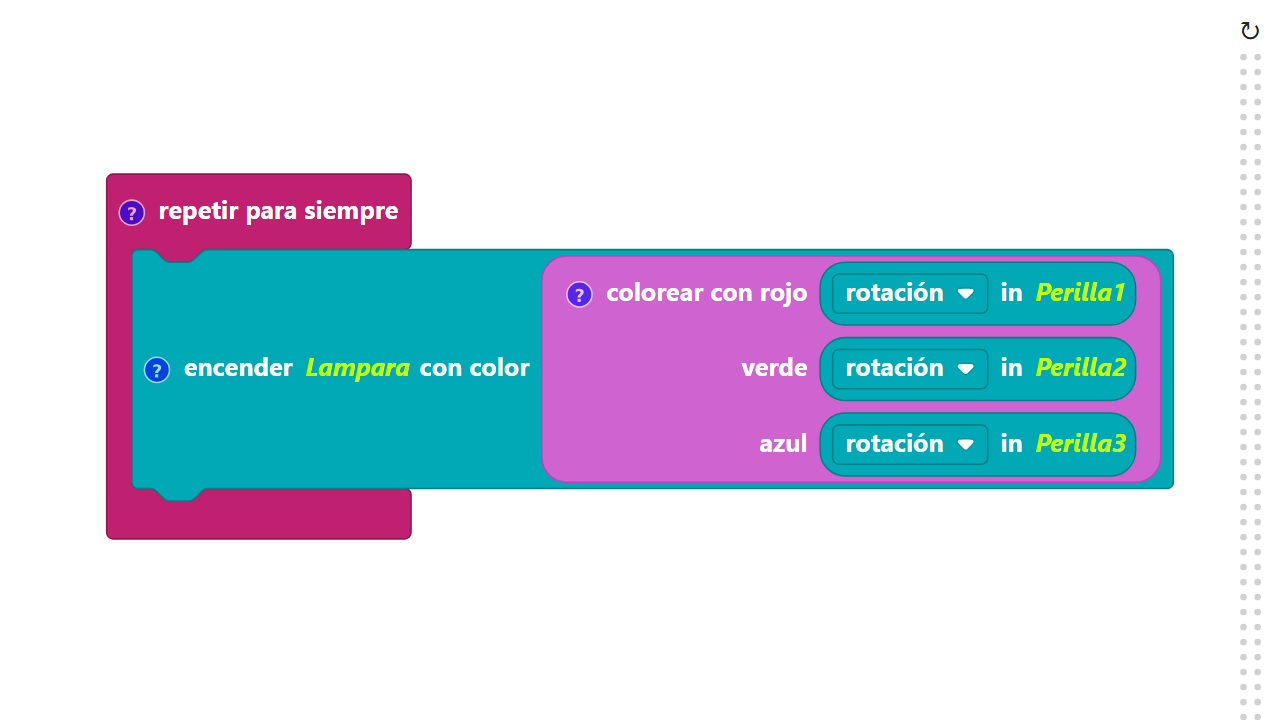 ? repetir para siempre
? colorear con rojo rotación in Perilla1
? encender Lampara con color verde rotación in Perilla2
azul rotación in Perilla3